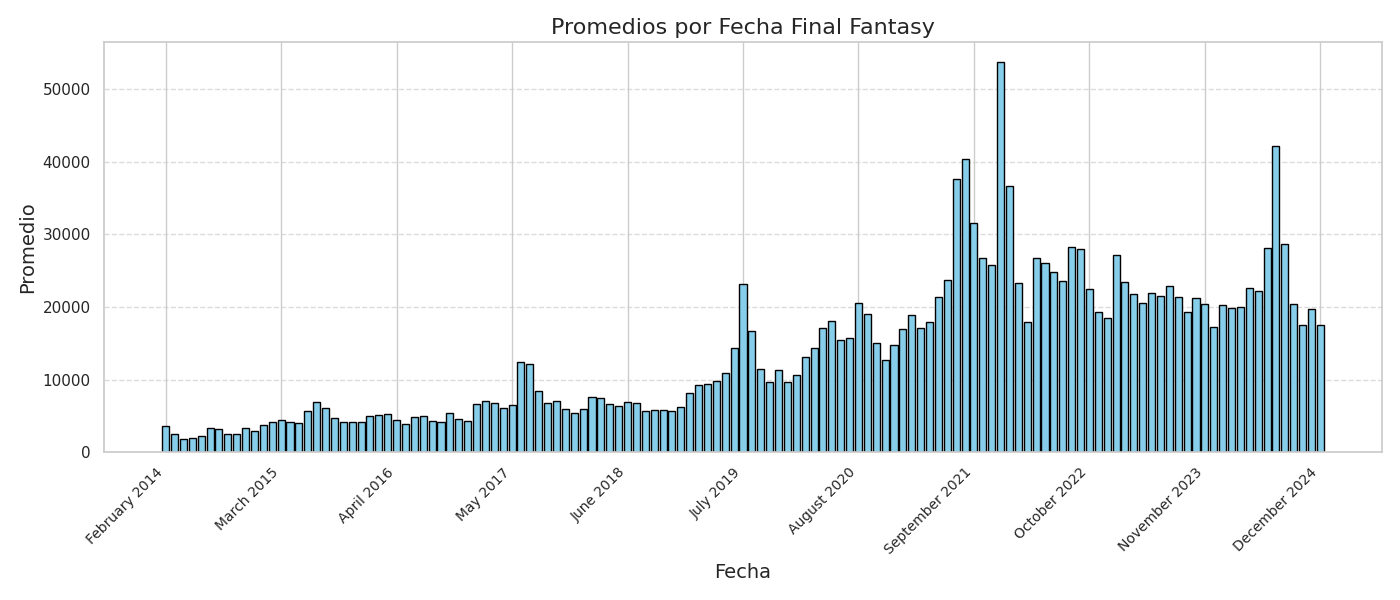 Promedios por Fecha Final Fantasy
Promedio
50000
40000
30000
20000
10000
0
February 2014
March 2015
April 2016
May 2017
June 2018
July 2019
August 2020
September 2021
October 2022
November 2023
December 2024
Fecha